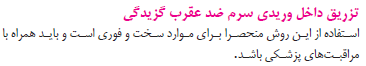 تزریق داخل وریدی سرم ضد عقرب گزیدگی
استفاده از این روش منحصرا برای موارد سخت و فوری است و باید همراه با
مراقبت‌های پزشکی باشد.